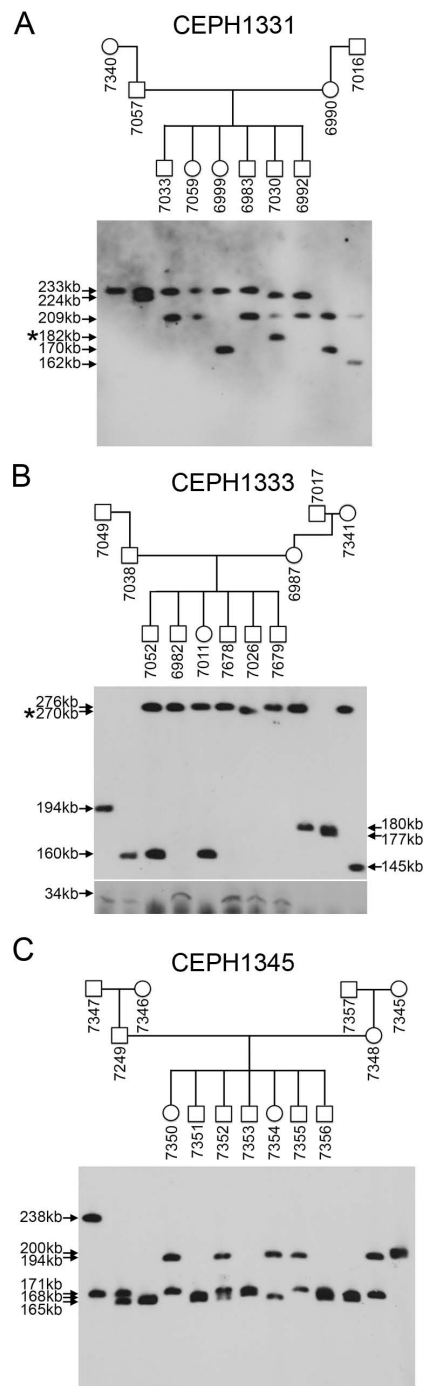 A
CEPH1331
7340
7016
7057
6990
7033
7059
6999
6983
7030
6992
233kb
224kb
209kb
*182kb
170kb
162kb
B
CEPH1333
7017
7049
7341
7038
6987
7052
6982
7011
7678
7026
7679
276kb
*270kb
194kb
180kb
177kb
160kb
145kb
34kb
C
CEPH1345
7347
7346
7357
7345
7249
7348
7350
7351
7352
7353
7354
7355
7356
238kb
200kb
194kb
171kb
168kb
165kb